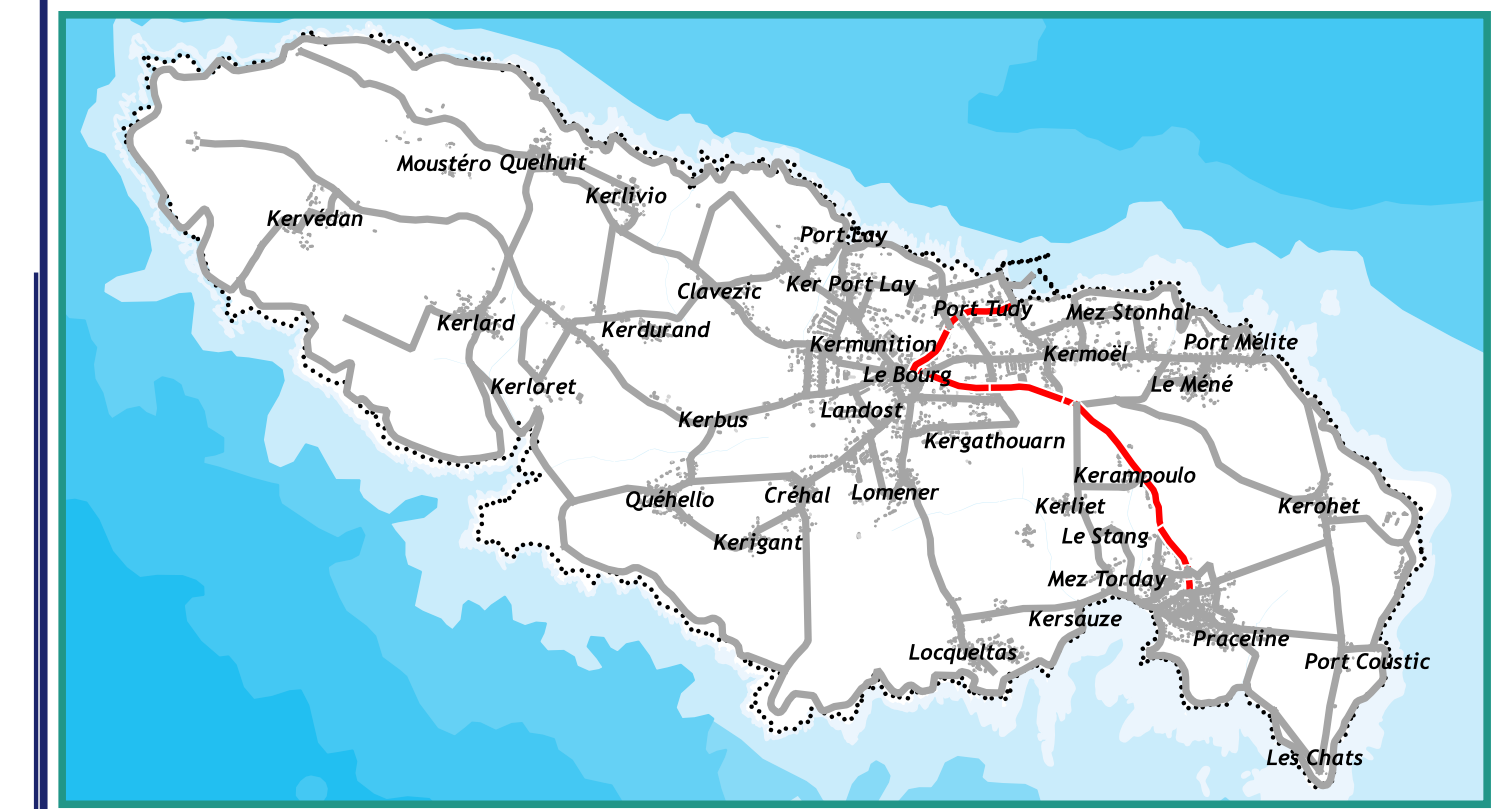 Moustéro
Quelhuit
Kerlivio
Kervédan
Port Lay
Clavezic
Ker Port Lay
Port Tudy
Mez Stonhal
Kerlard
Kerdurand
Kermunition
Kermoël
Port Mélite
Le Bourg
Kerloret
Le Méné
Landost
Kerbus
Kergathouarn
Kerampoulo
Quéhello
Créhal
Lomener
Kerliet
Kerohet
Kerigant
Le Stang
Mez Torday
Kersauze
Praceline
Locqueltas
Port Coustic
Les Chats